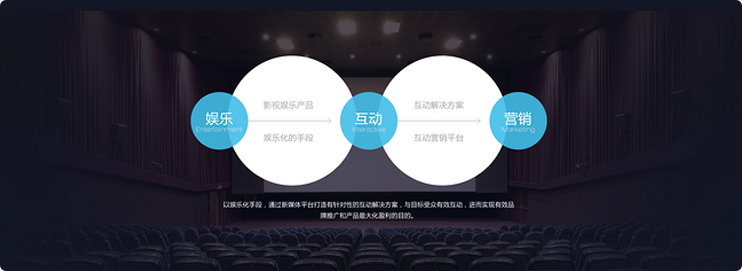 娱乐
Entertainment
影视娱乐产品
娱乐化的手段
互动
Interactive
互动解决方案
互动营销平台
营销
Marketing
以娱乐化手段，通过新媒体平台打造有针对性的互动解决方案，与目标受众有效互动，进而实现有效品
牌推广和产品最大化盈利的目的。